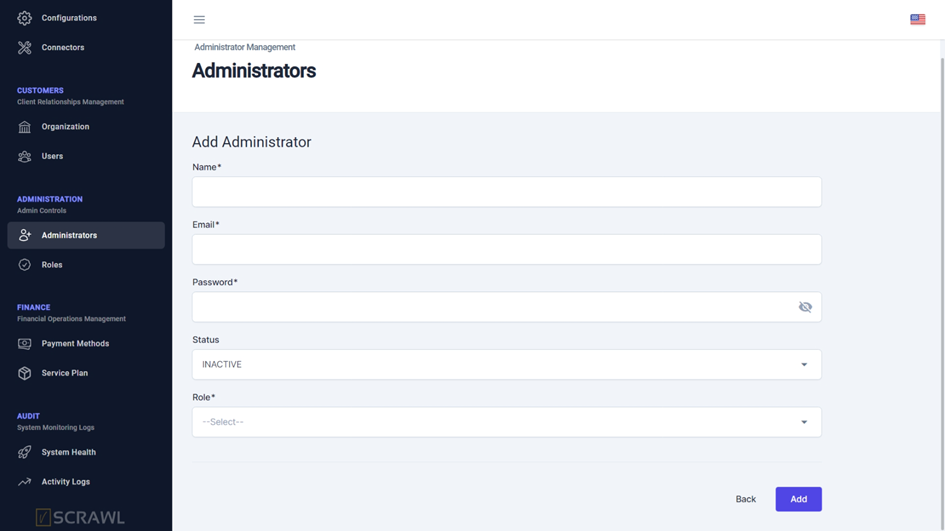 Configurations
Connectors
CUSTOMERS
Client Relationships Management
Organization
Users
ADMINISTRATION
Admin Controls
Administrators
Roles
FINANCE
Financial Operations Management
Payment Methods
Service Plan
AUDIT
System Monitoring Logs
System Health
Activity Logs
SCRAWL
Administrator Management
Administrators
Add Administrator
Name*
Email*
Password*
Status
INACTIVE
Role*
--Select--
Back
Add